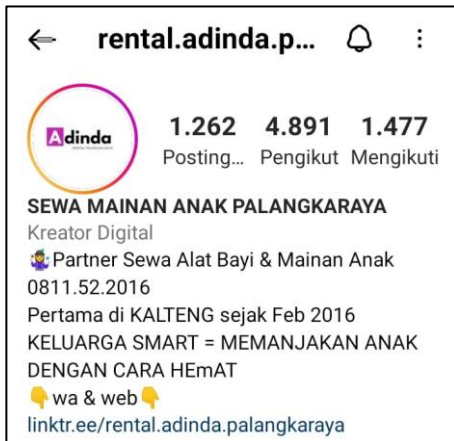 rental.adinda.p...
Adinda
1.262 4.891 1.477
Posting... Pengikut Mengikuti
SEWA MAINAN ANAK PALANGKARAYA
Kreator Digital
Partner Sewa Alat Bayi & Mainan Anak
0811.52.2016
Pertama di KALTENG sejak Feb 2016
KELUARGA SMART = MEMANJAKAN ANAK
DENGAN CARA HEmAT
👇wa & web👇
linktr.ee/rental.adinda.palangkaraya